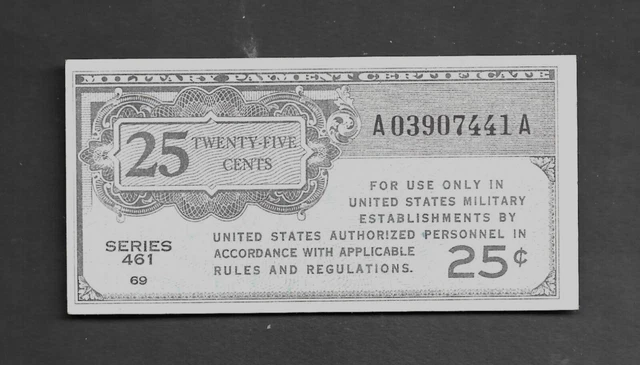 MILITARY PAYMENT CERTIFICATE
A03907441A
25 TWENTY-FIVE
CENTS
FOR USE ONLY IN
UNITED STATES MILITARY
ESTABLISHMENTS BY
UNITED STATES AUTHORIZED PERSONNEL IN
ACCORDANCE WITH APPLICABLE
RULES AND REGULATIONS.
25¢
SERIES
461
69